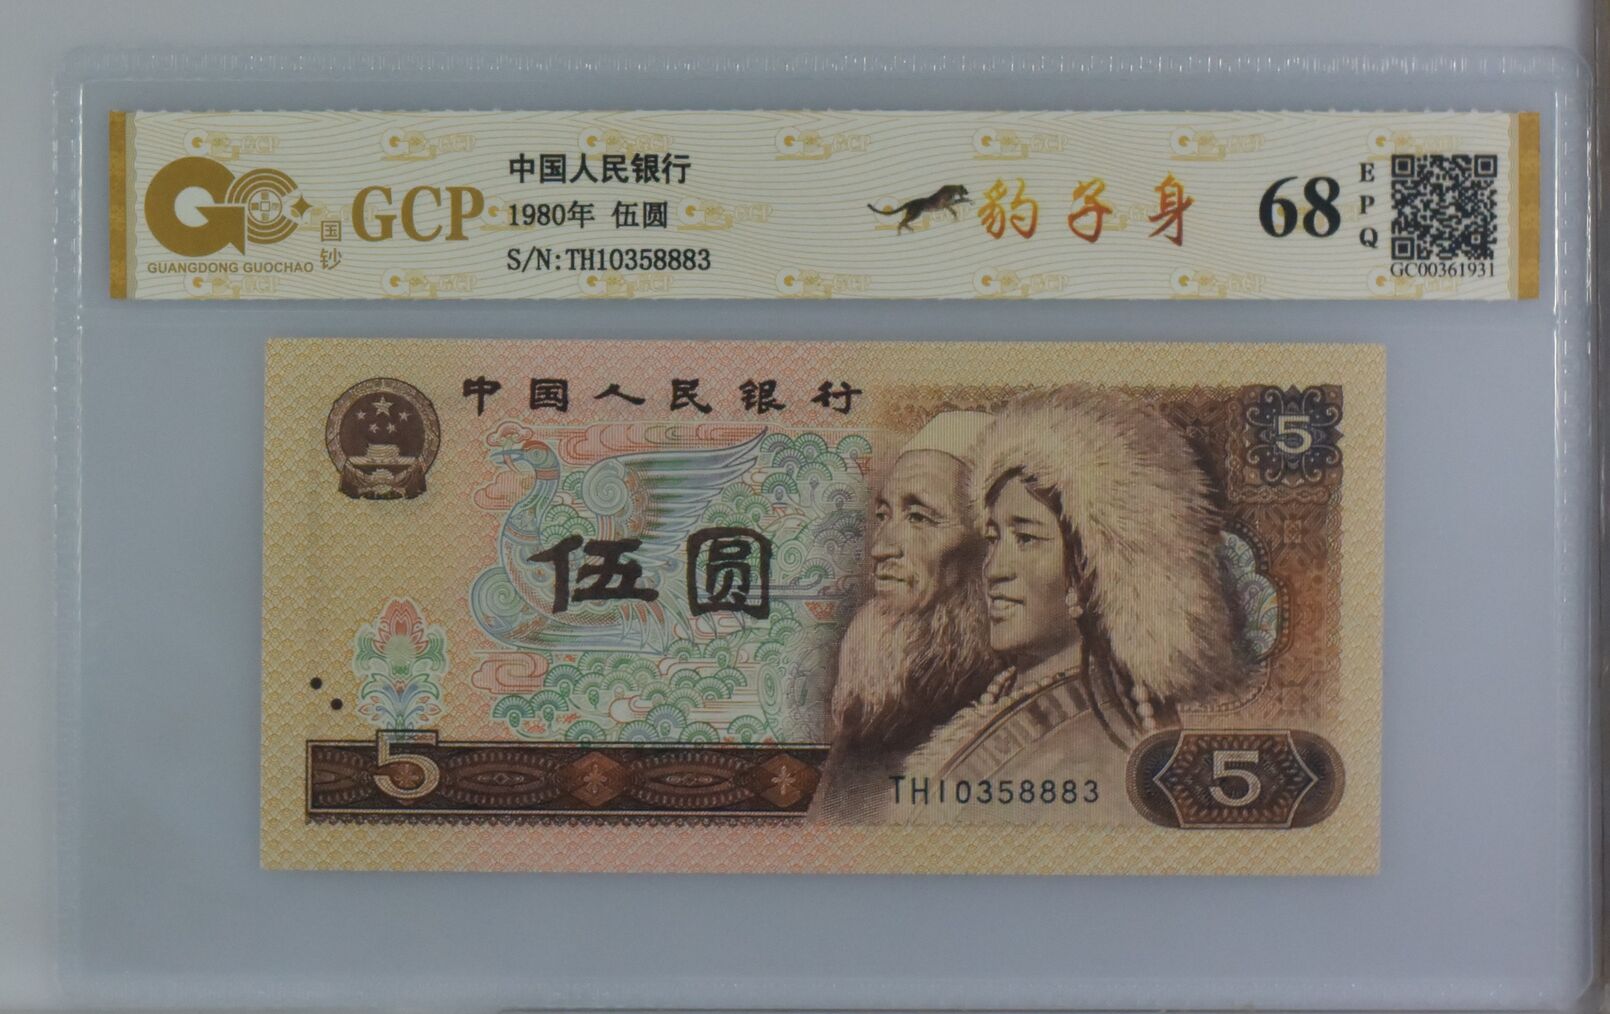 中国人民银行
1980年 伍圆
S/N:TH10358883
国钞
GCP
GUANGDONG GUOCHAO
豹子身
68
EPQ
GC00361931
中国人民银行
5
伍圆
5
TH10358883
5